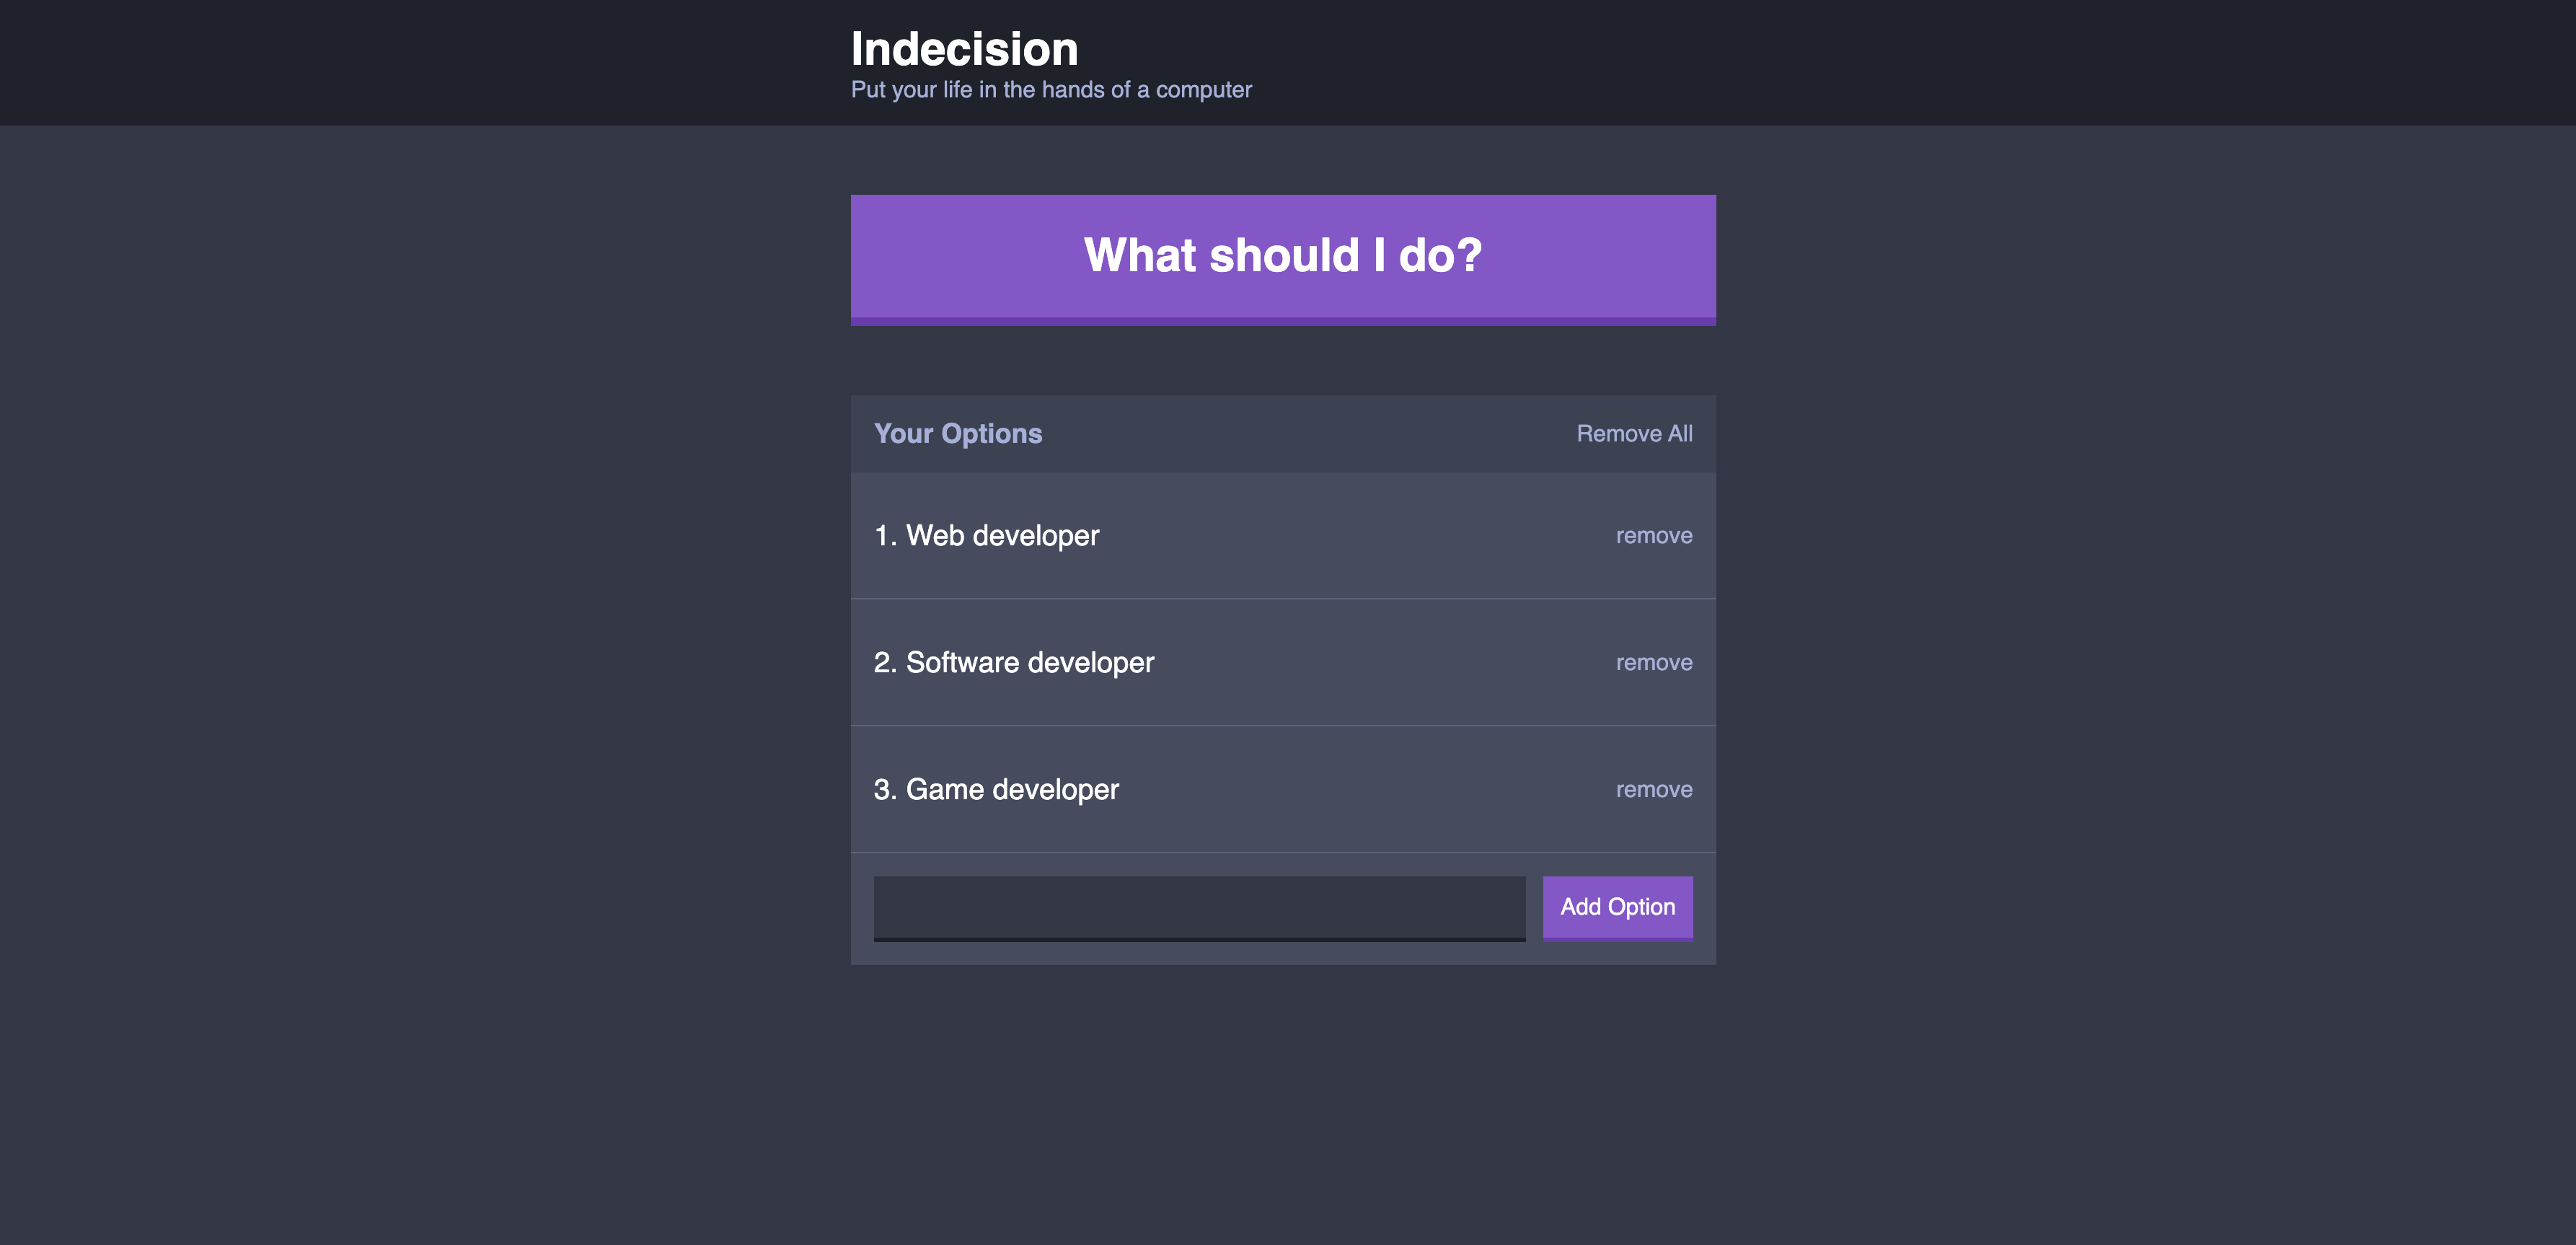 Indecision
Put your life in the hands of a computer
What should I do?
Your Options
Remove All
1. Web developer
remove
2. Software developer
remove
3. Game developer
remove
Add Option